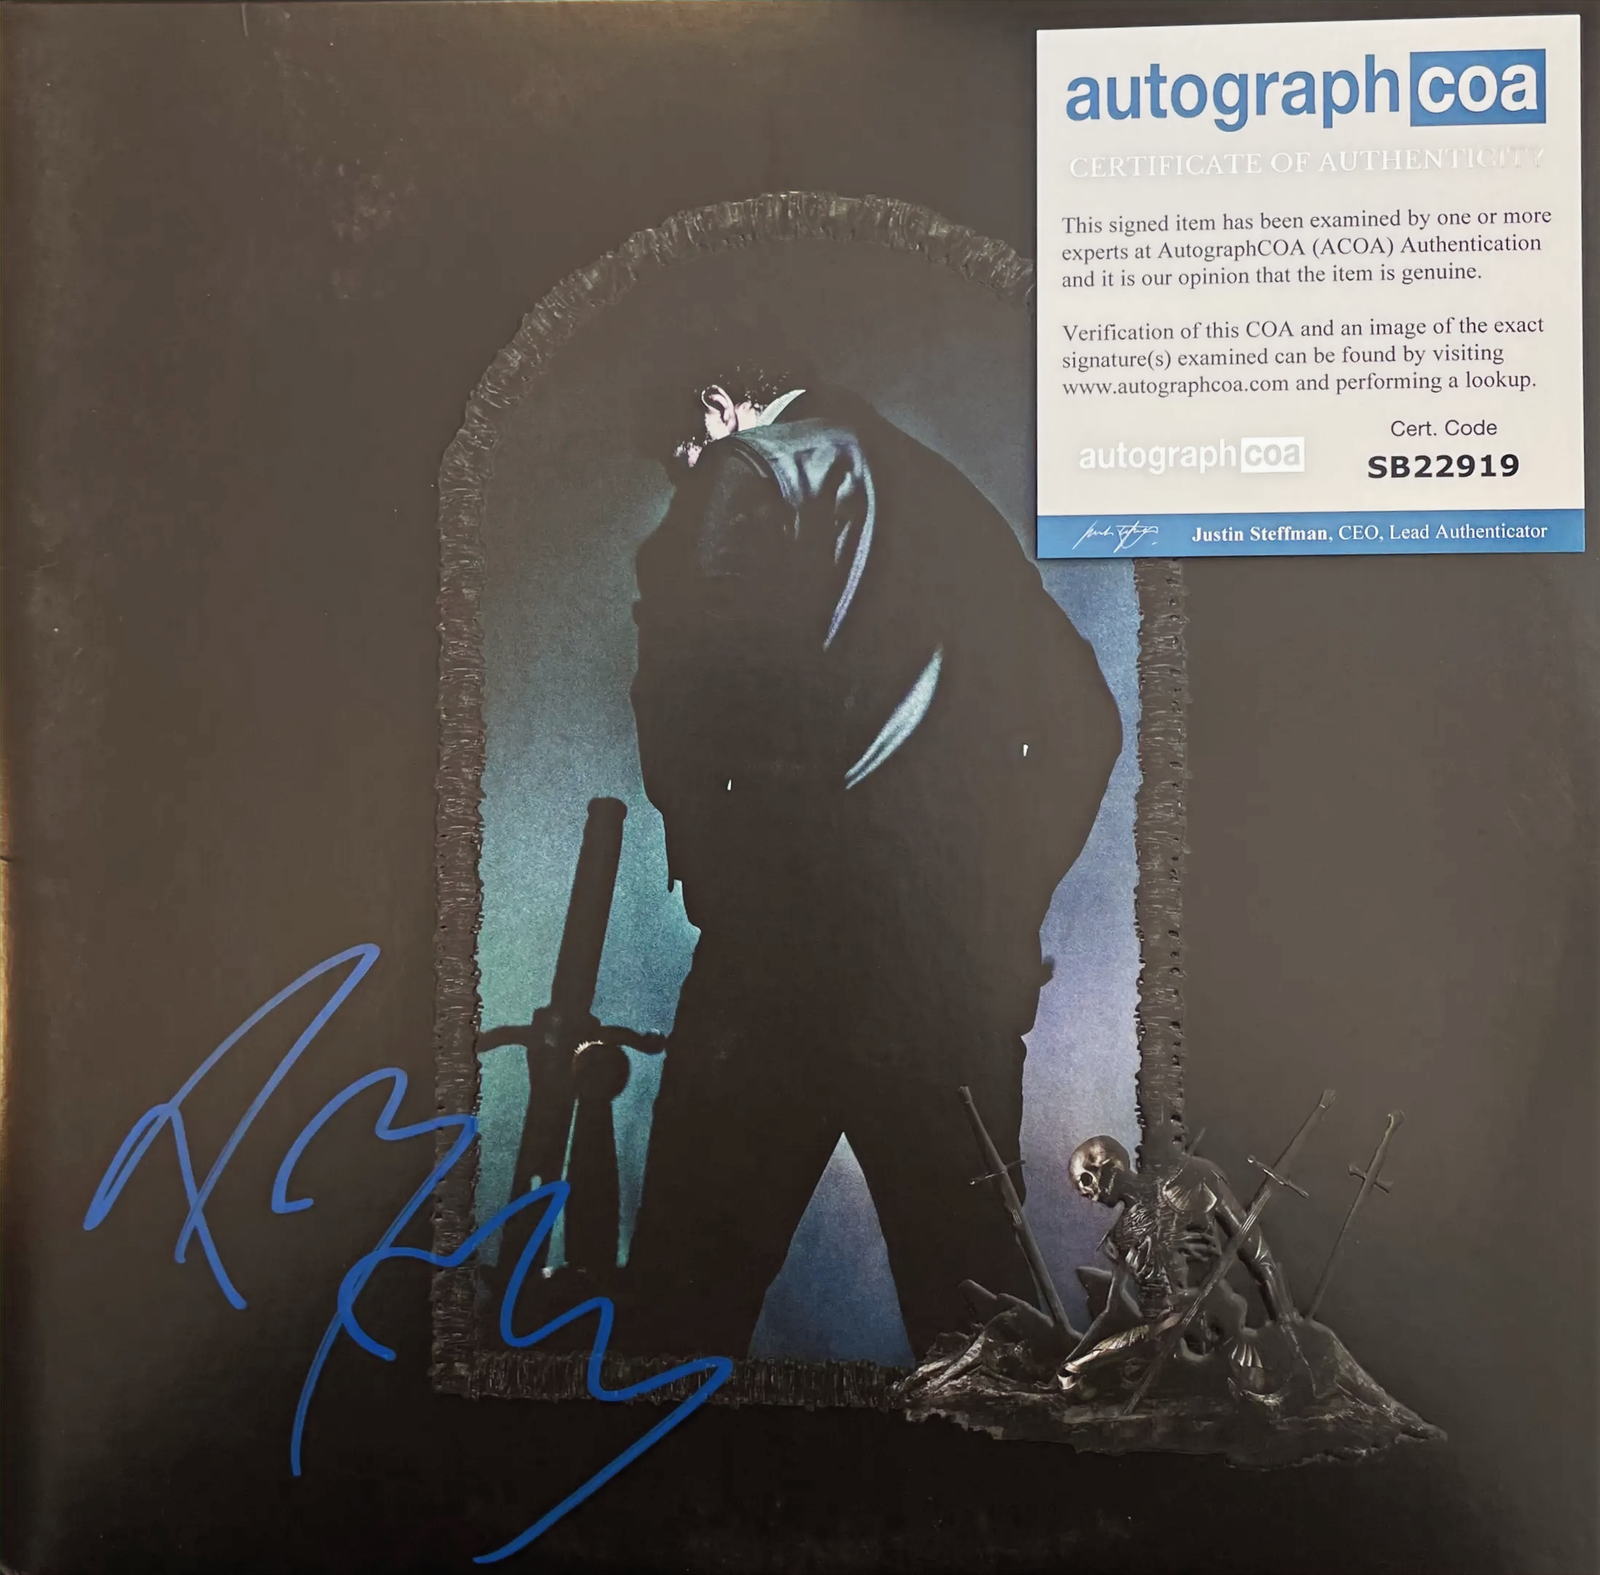 autographcoa
CERTIFICATE OF AUTHENTICITY
This signed item has been examined by one or more
experts at AutographCOA (ACOA) Authentication
and it is our opinion that the item is genuine.
Verification of this COA and an image of the exact
signature(s) examined can be found by visiting
www.autographcoa.com and performing a lookup.
Cert. Code
autographcoa SB22919
Justin Steffman, CEO, Lead Authenticator